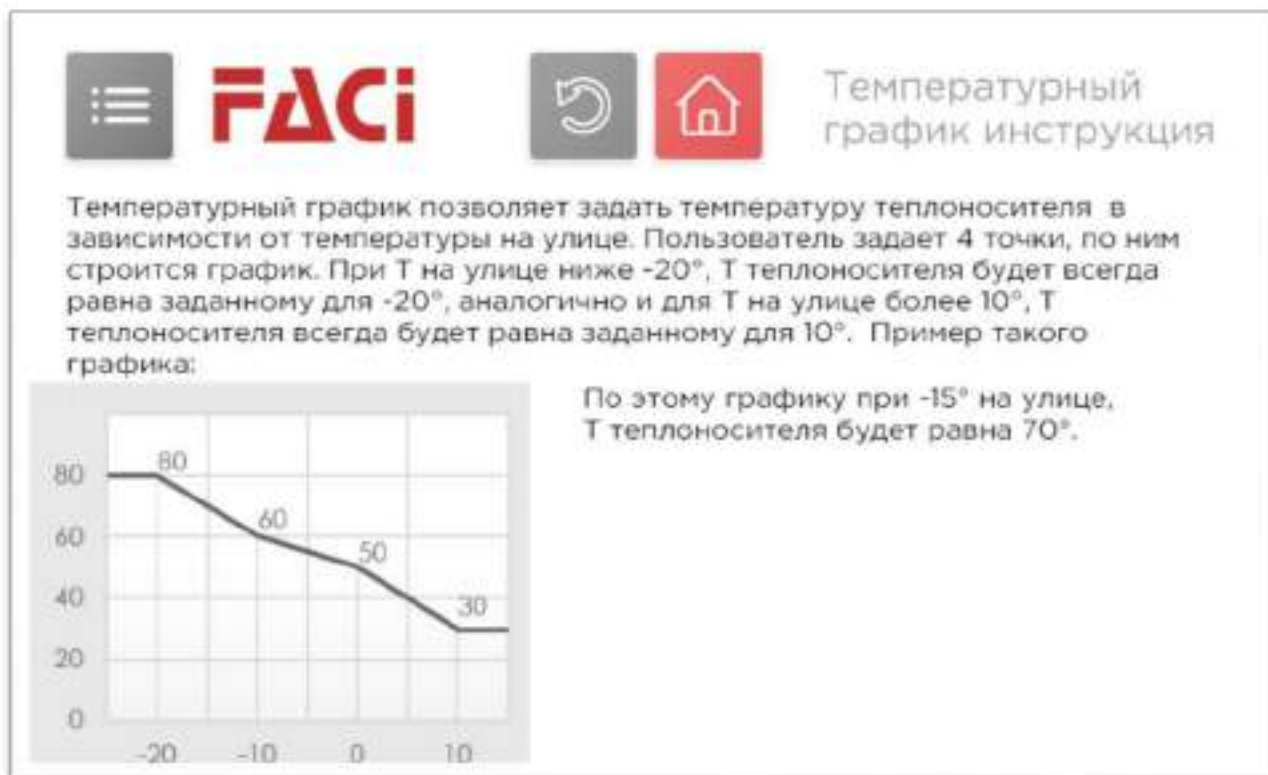 FACi
Температурный
график инструкция
Температурный график позволяет задать температуру теплоносителя в
зависимости от температуры на улице. Пользователь задает 4 точки, по ним
строится график. При Т на улице ниже -20°, Т теплоносителя будет всегда
равна заданному для -20°, аналогично и для Т на улице более 10°, Т
теплоносителя всегда будет равна заданному для 10°. Пример такого
графика:
По этому графику при -15° на улице,
Т теплоносителя будет равна 70°.
80
80
60
60
50
40
30
20
0
-20 -10 0 10